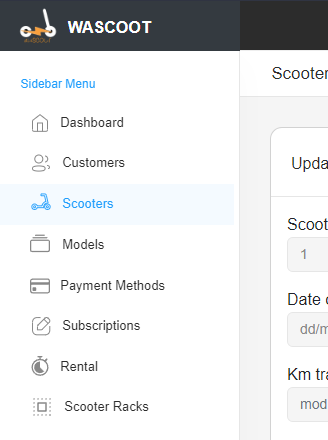 WASCOOT
Sidebar Menu
Dashboard
Customers
Scooters
Models
Payment Methods
Subscriptions
Rental
Scooter Racks
Scooter
Upda
Scoot
1
Date
dd/m
Km tra
mod